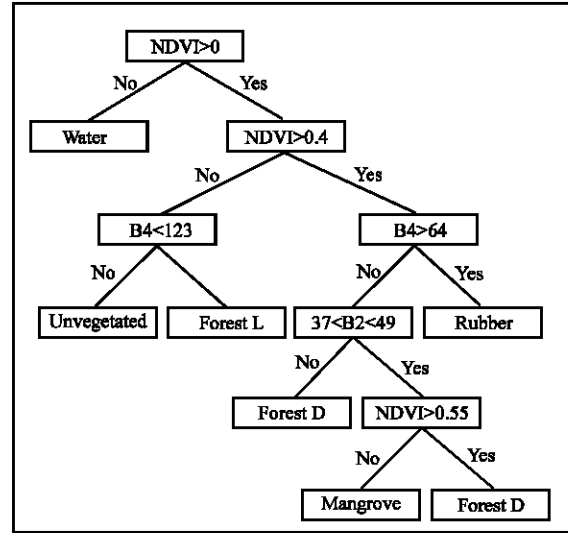 NDVI>0
No
Yes
Water
NDVI>0.4
No
Yes
B4<123
B4>64
No
No
Yes
Unvegetated
Forest L
37<B2<49
Rubber
No
Yes
Forest D
NDVI>0.55
No
Yes
Mangrove
Forest D